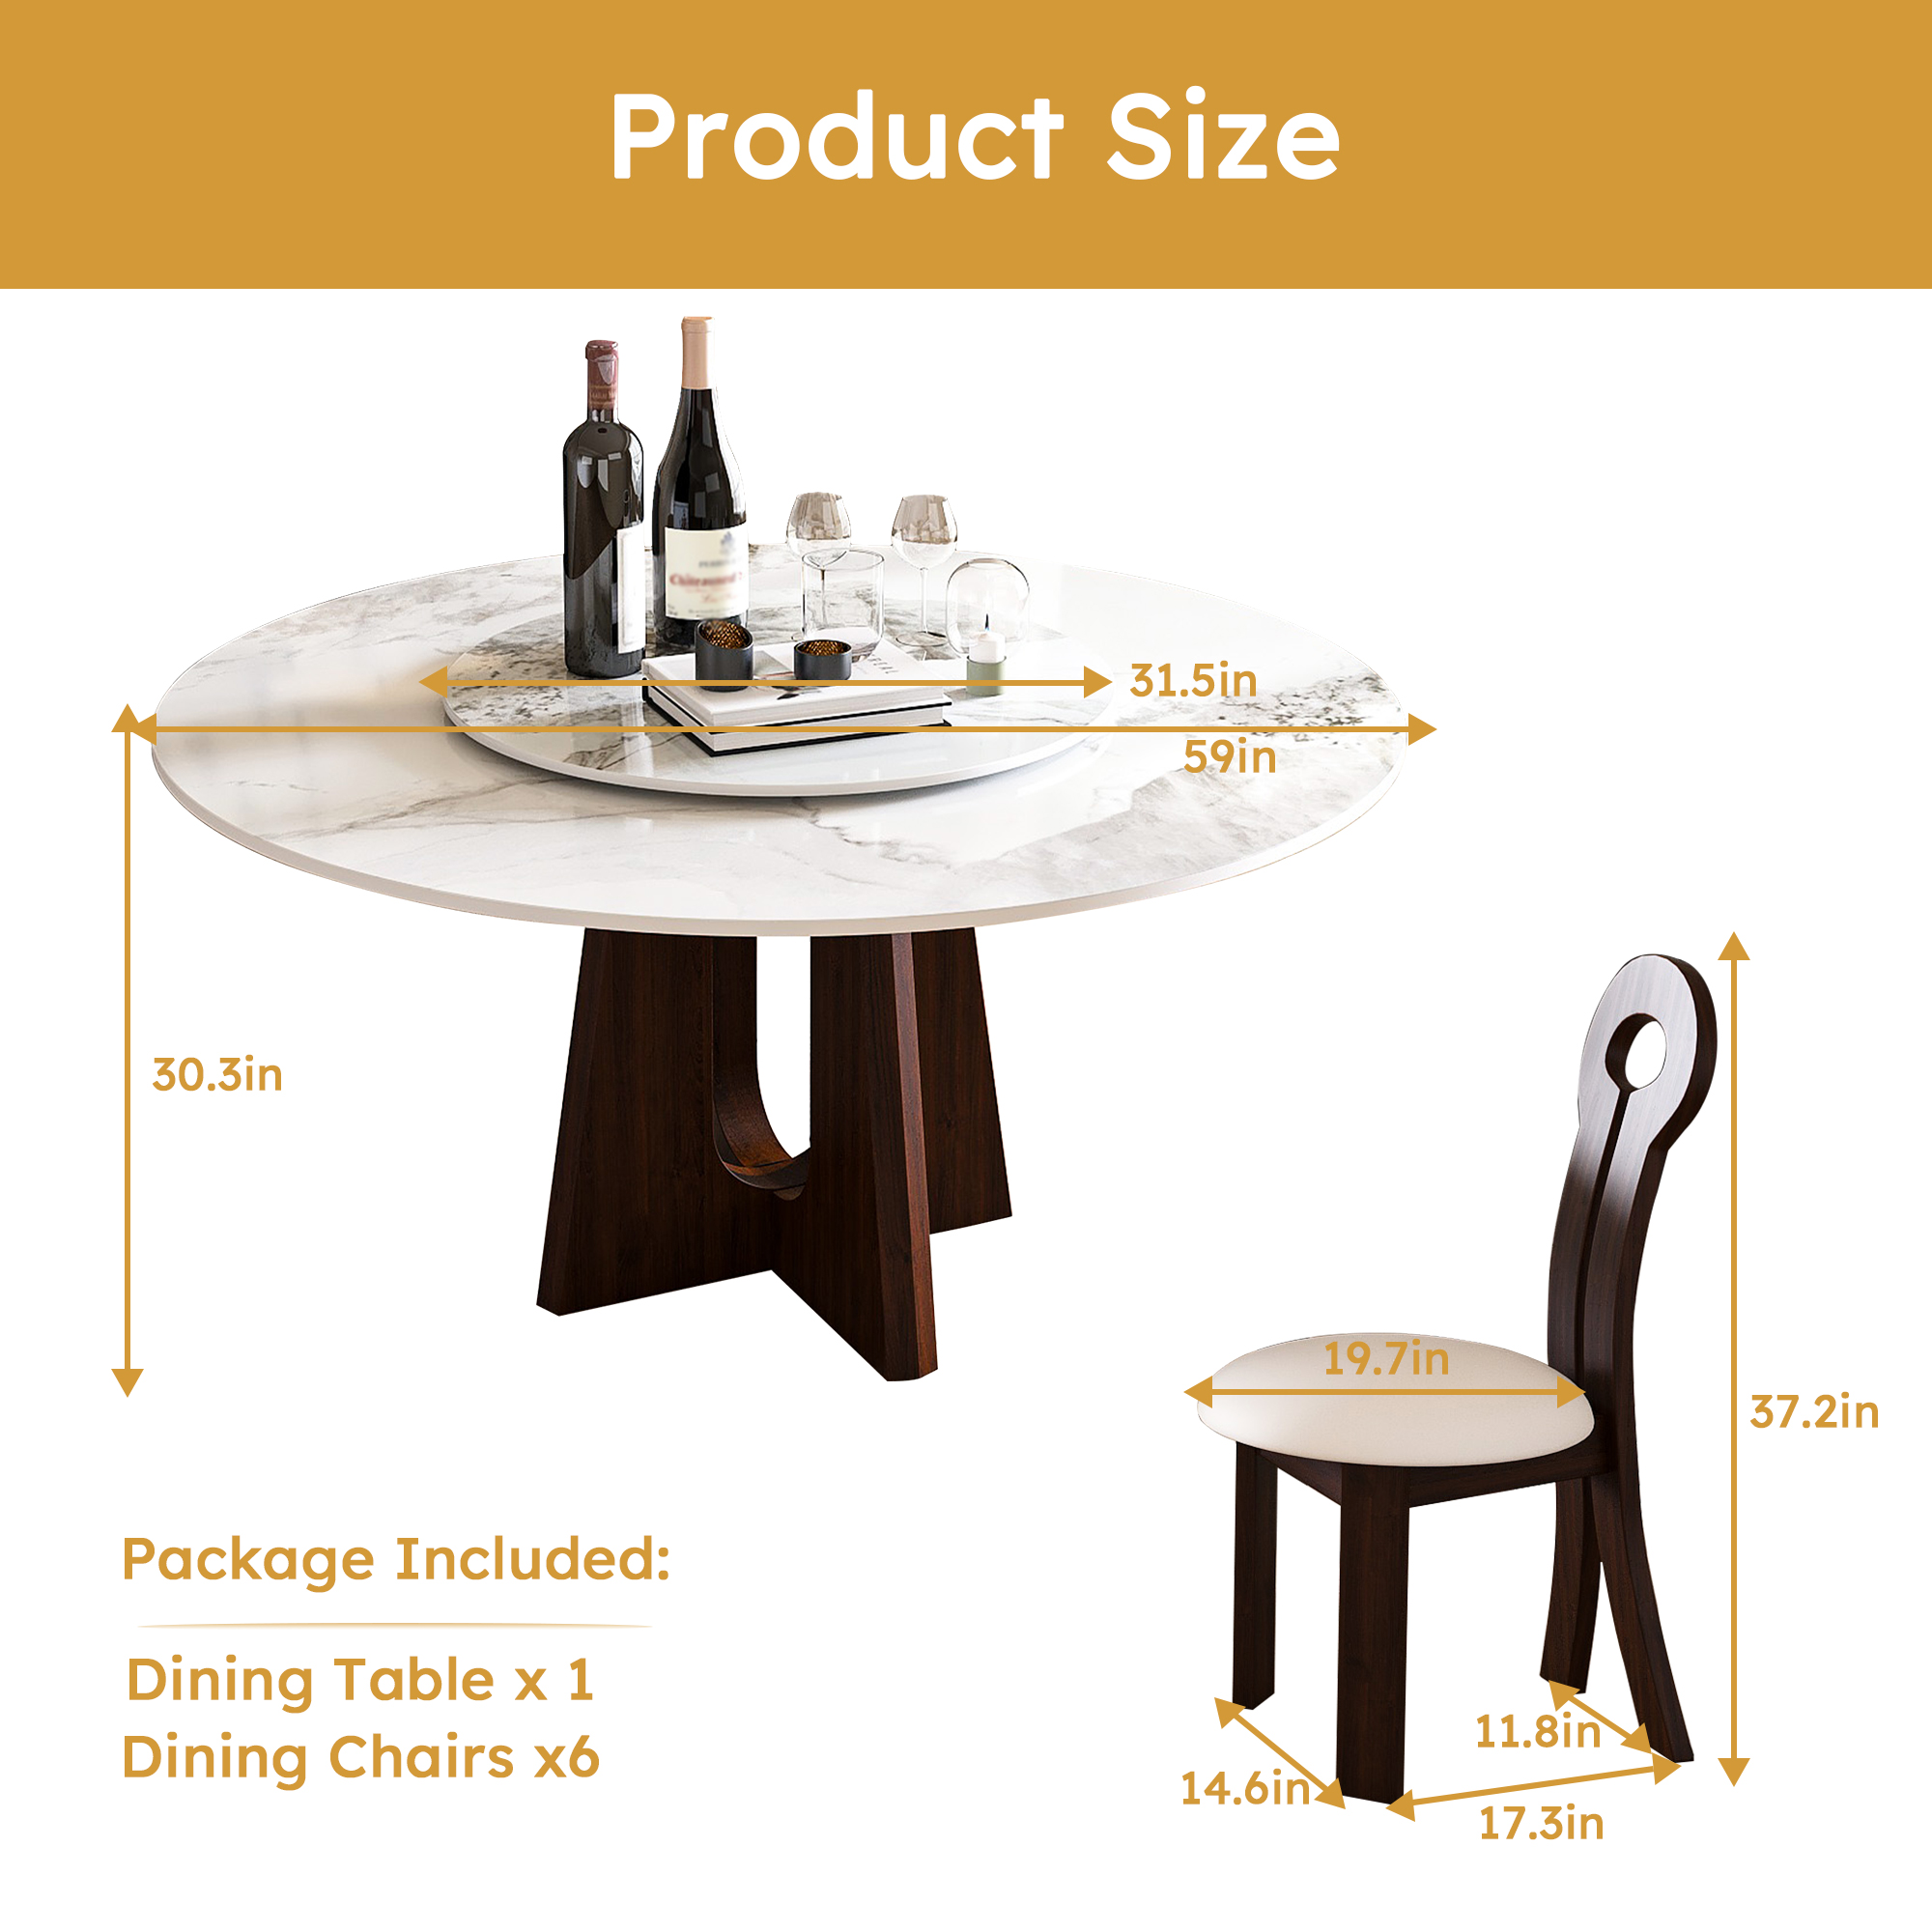 Product Size
31.5in
59in
30.3in
19.7in
37.2in
Package Included:
Dining Table x 1
Dining Chairs x6
11.8in
14.6in
17.3in